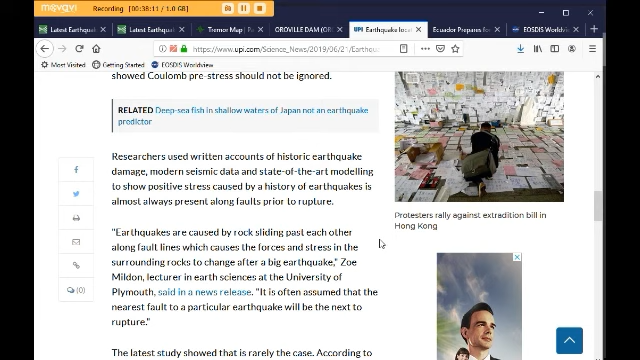 movavi
Recording [00:38:11 / 1.0 GB]
Latest Earthquak
Latest Earthquak
Tremor Map | Pa
OROVILLE DAM (O
UPI Earthquake locat
Ecuador Prepares for
EOSDIS Worldview
https://www.upi.com/Science_News/2019/06/21/Earthqu
Most Visited
Getting Started
EOSDIS Worldview
showed Coulomb pre-stress should not be ignored.
RELATED Deep-sea fish in shallow waters of Japan not an earthquake
predictor
Researchers used written accounts of historic earthquake
damage, modern seismic data and state-of-the-art modelling
to show positive stress caused by a history of earthquakes is
almost always present along faults prior to rupture.
"Earthquakes are caused by rock sliding past each other
along fault lines which causes the forces and stress in the
surrounding rocks to change after a big earthquake," Zoe
Mildon, lecturer in earth sciences at the University of
Plymouth, said in a news release. "It is often assumed that the
nearest fault to a particular earthquake will be the next to
rupture."
The latest study showed that is rarely the case. According to
(0)
Protesters rally against extradition bill in
Hong Kong